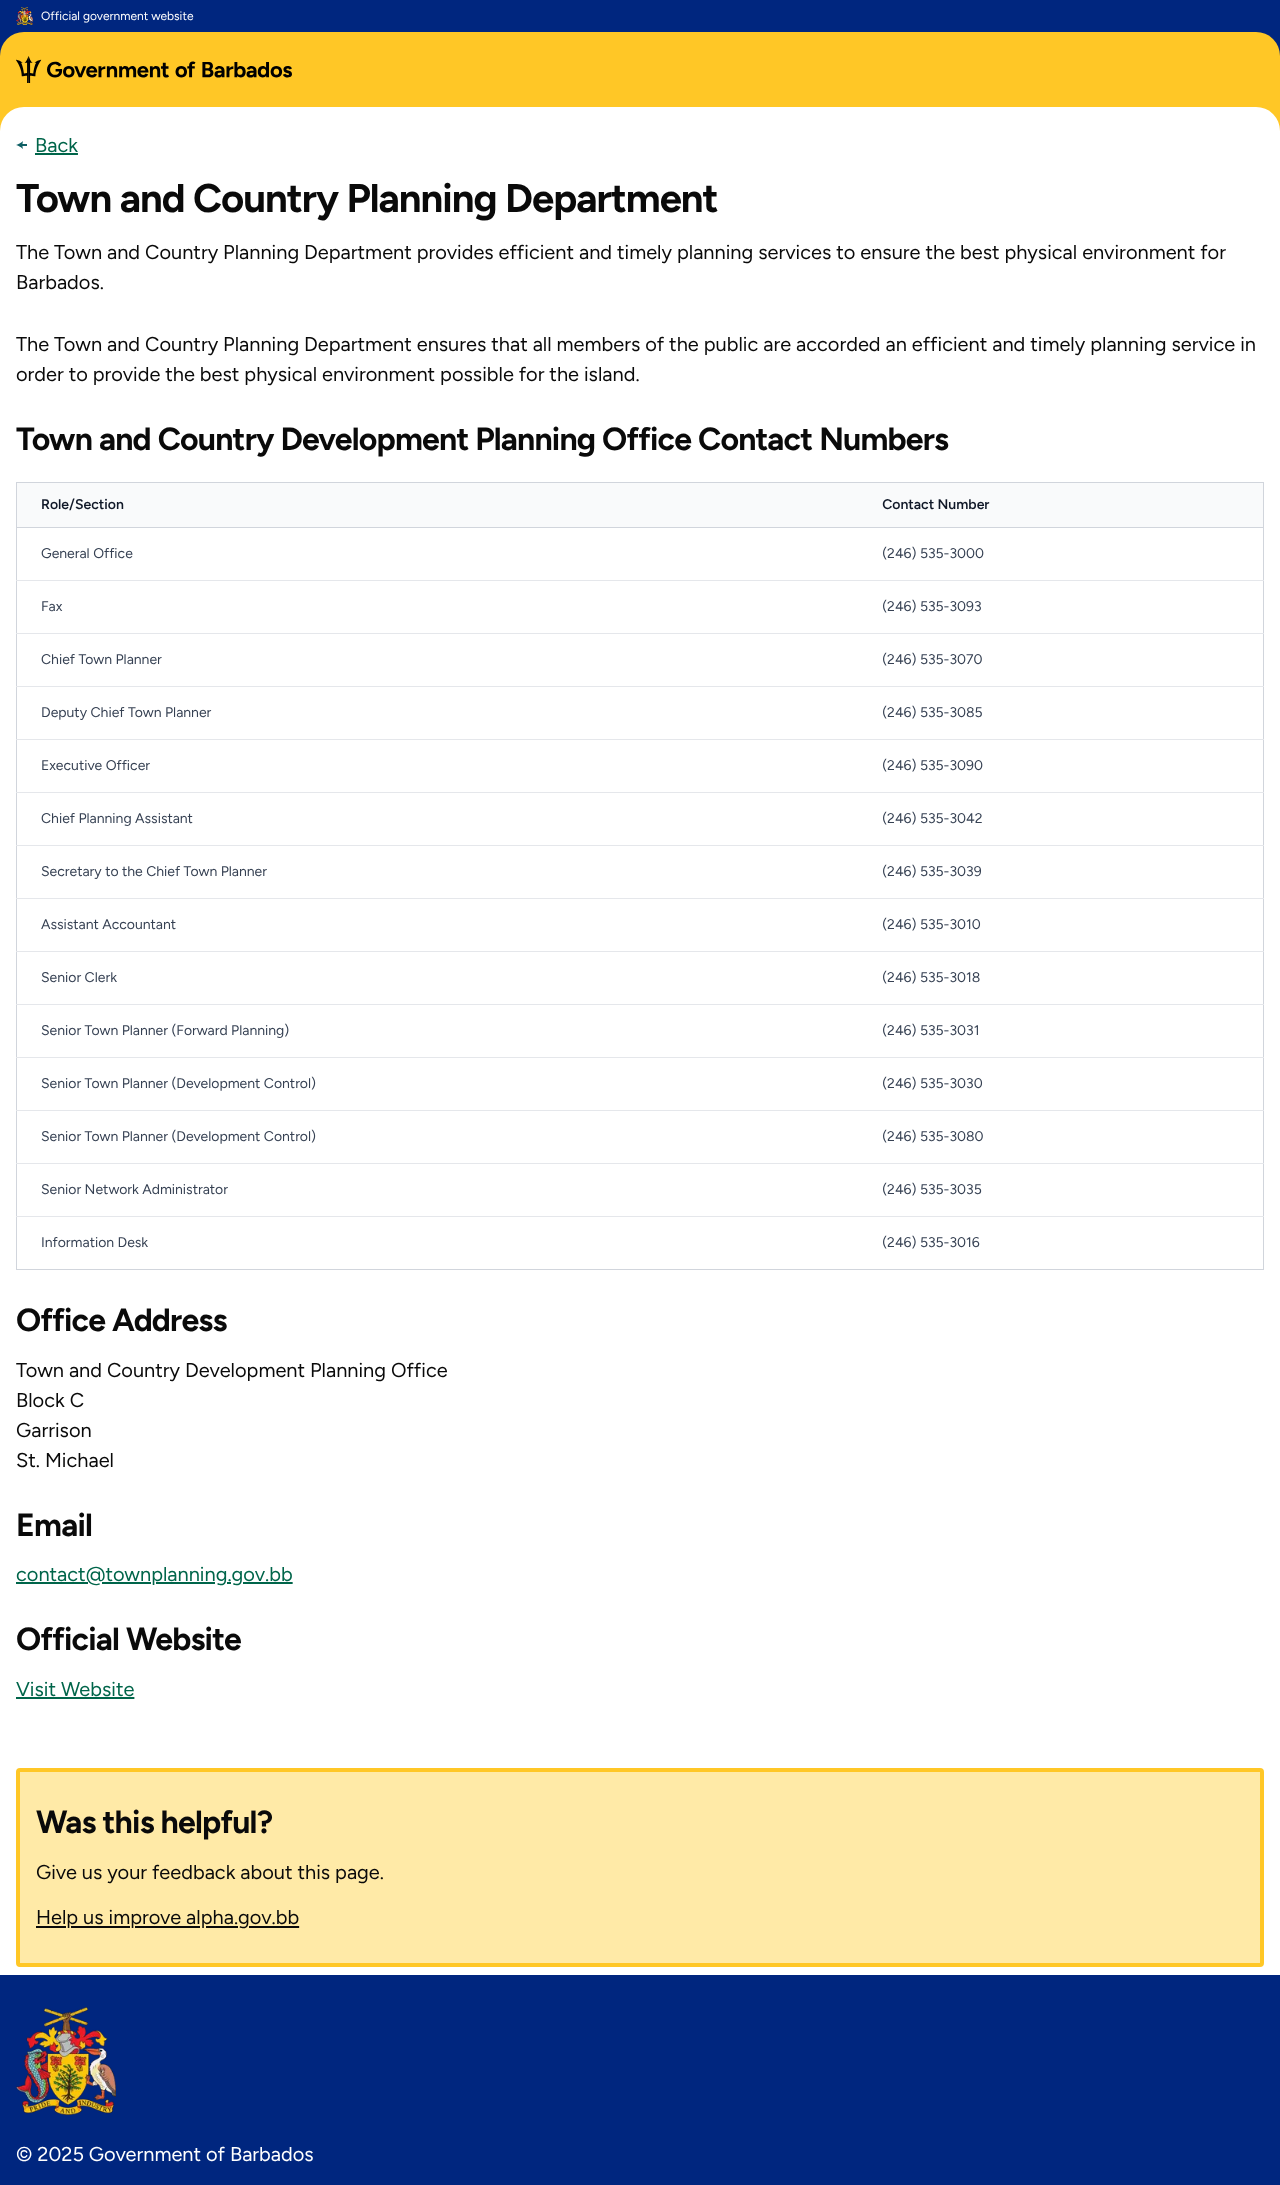 Official government website
Government of Barbados
Back
Town and Country Planning Department
The Town and Country Planning Department provides efficient and timely planning services to ensure the best physical environment for
Barbados.
The Town and Country Planning Department ensures that all members of the public are accorded an efficient and timely planning service in
order to provide the best physical environment possible for the island.
Town and Country Development Planning Office Contact Numbers
Role/Section Contact Number
General Office (246) 535-3000
Fax (246) 535-3093
Chief Town Planner (246) 535-3070
Deputy Chief Town Planner (246) 535-3085
Executive Officer (246) 535-3090
Chief Planning Assistant (246) 535-3042
Secretary to the Chief Town Planner (246) 535-3039
Assistant Accountant (246) 535-3010
Senior Clerk (246) 535-3018
Senior Town Planner (Forward Planning) (246) 535-3031
Senior Town Planner (Development Control) (246) 535-3030
Senior Town Planner (Development Control) (246) 535-3080
Senior Network Administrator (246) 535-3035
Information Desk (246) 535-3016
Office Address
Town and Country Development Planning Office
Block C
Garrison
St. Michael
Email
contact@townplanning.gov.bb
Official Website
Visit Website
Was this helpful?
Give us your feedback about this page.
Help us improve alpha.gov.bb
PRIDE AND INDUSTRY
© 2025 Government of Barbados